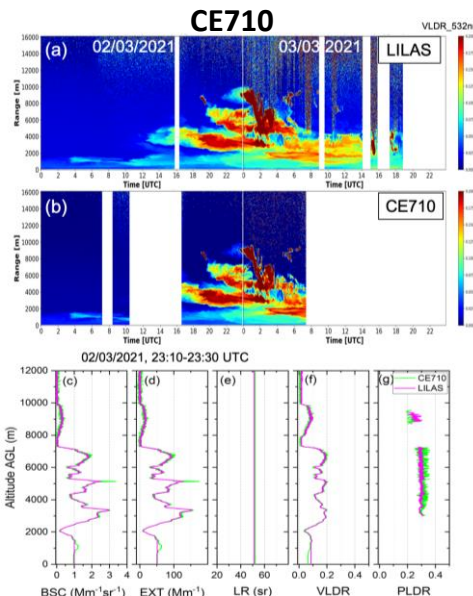 CE710
VLDR_532n
(a) 02/03/2021 03/03/2021 LILAS
16000
14000
12000
10000
8000
6000
4000
2000
0
Range [m]
0 2 4 6 8 10 12 14 16 18 20 22 0 2 4 6 8 10 12 14 16 18 20 22
Time [UTC] Time [UTC]
(b) CE710
16000
14000
12000
10000
8000
6000
4000
2000
0
Range [m]
0 2 4 6 8 10 12 14 16 18 20 22 0 2 4 6 8 10 12 14 16 18 20 22
Time [UTC] Time [UTC]
02/03/2021, 23:10-23:30 UTC
(c) (d) (e) (f) (g)
CE710
LILAS
12000
10000
8000
6000
4000
2000
0
Altitude AGL (m)
0 1 2 3 4 0 100 20 40 60 80 0.0 0.2 0.4 0.0 0.2 0.4
BSC (Mm⁻¹sr⁻¹) EXT (Mm⁻¹) LR (sr) VLDR PLDR